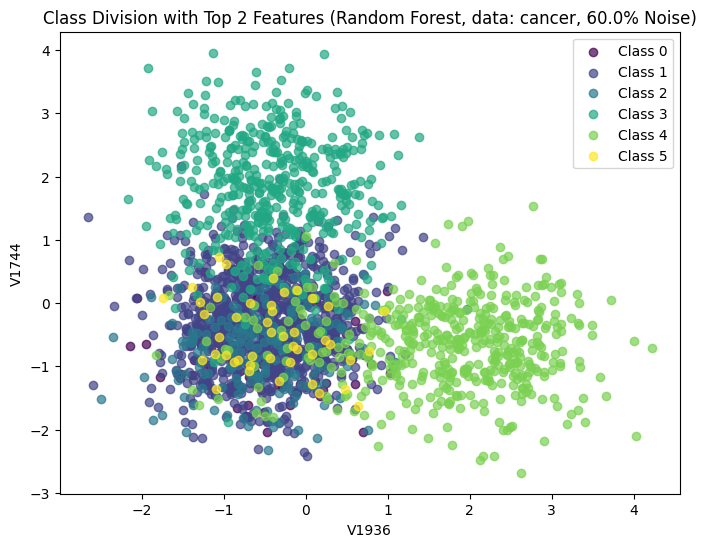 Class Division with Top 2 Features (Random Forest, data: cancer, 60.0% Noise)
Class 0
Class 1
Class 2
Class 3
Class 4
Class 5
V1744
4
3
2
1
0
−1
−2
−3
−2
−1
0
1
2
3
4
V1936